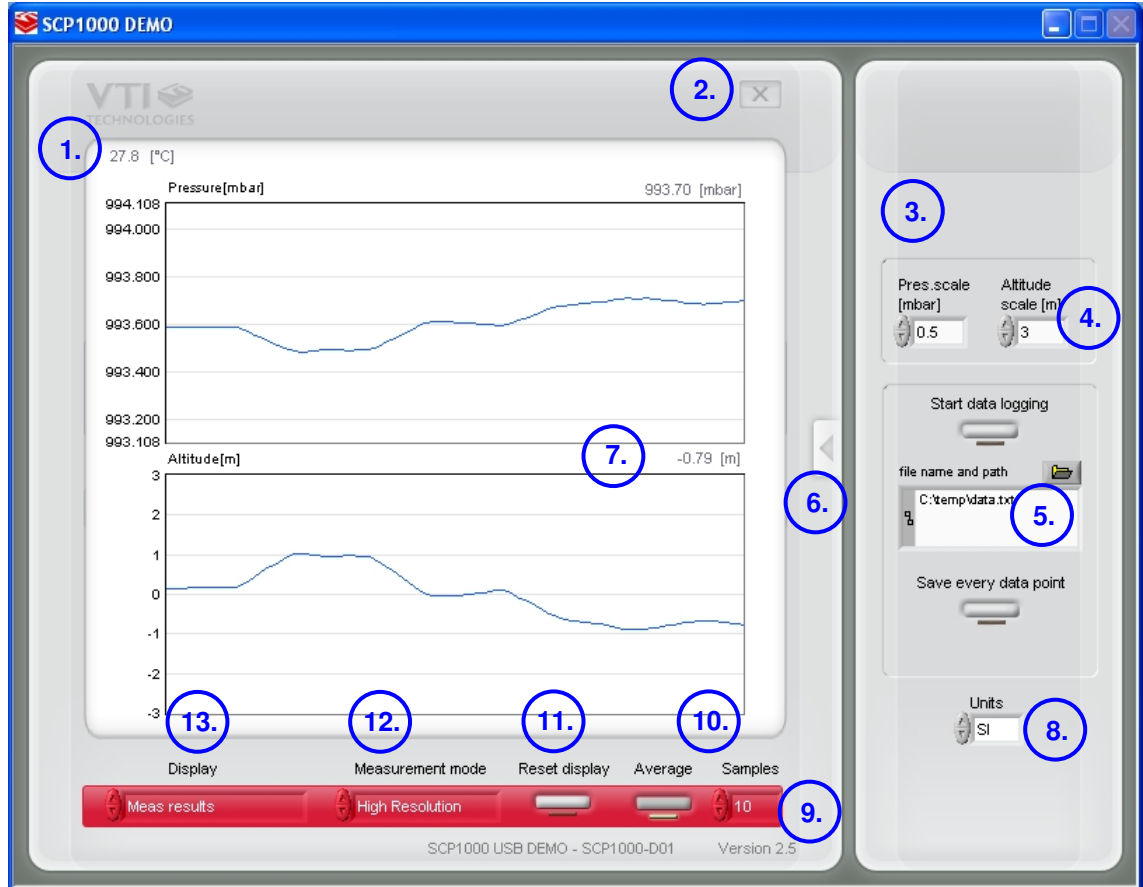 SCP1000 DEMO
VTI
TECHNOLOGIES
2.
1.
27.8 [°C]
Pressure[mbar]
993.70 [mbar]
994.108
994.000
993.800
993.600
993.400
993.200
993.108
Altitude[m]
7.
-0.79 [m]
3
2
1
0
-1
-2
-3
6.
13.
12.
11.
10.
Display
Measurement mode
Reset display
Average
Samples
Meas results
High Resolution
10
9.
SCP1000 USB DEMO - SCP1000-D01
Version 2.5
3.
Pres.scale
[mbar]
0.5
Altitude
scale [m]
3
4.
Start data logging
file name and path
C:\temp\data.txt
5.
Save every data point
Units
SI
8.